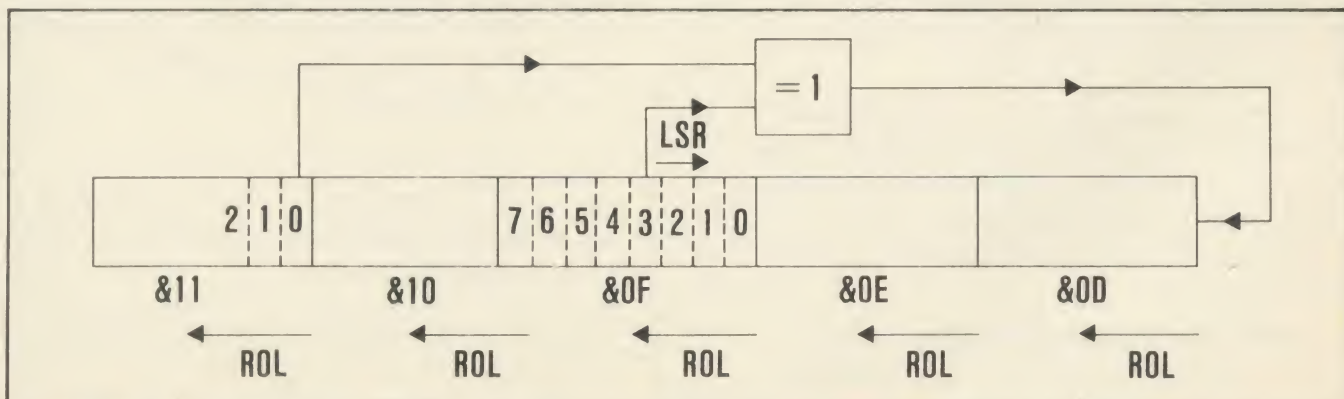 = 1
LSR
2 1 0 7 6 5 4 3 2 1 0
&11 &10 &0F &0E &0D
ROL ROL ROL ROL ROL